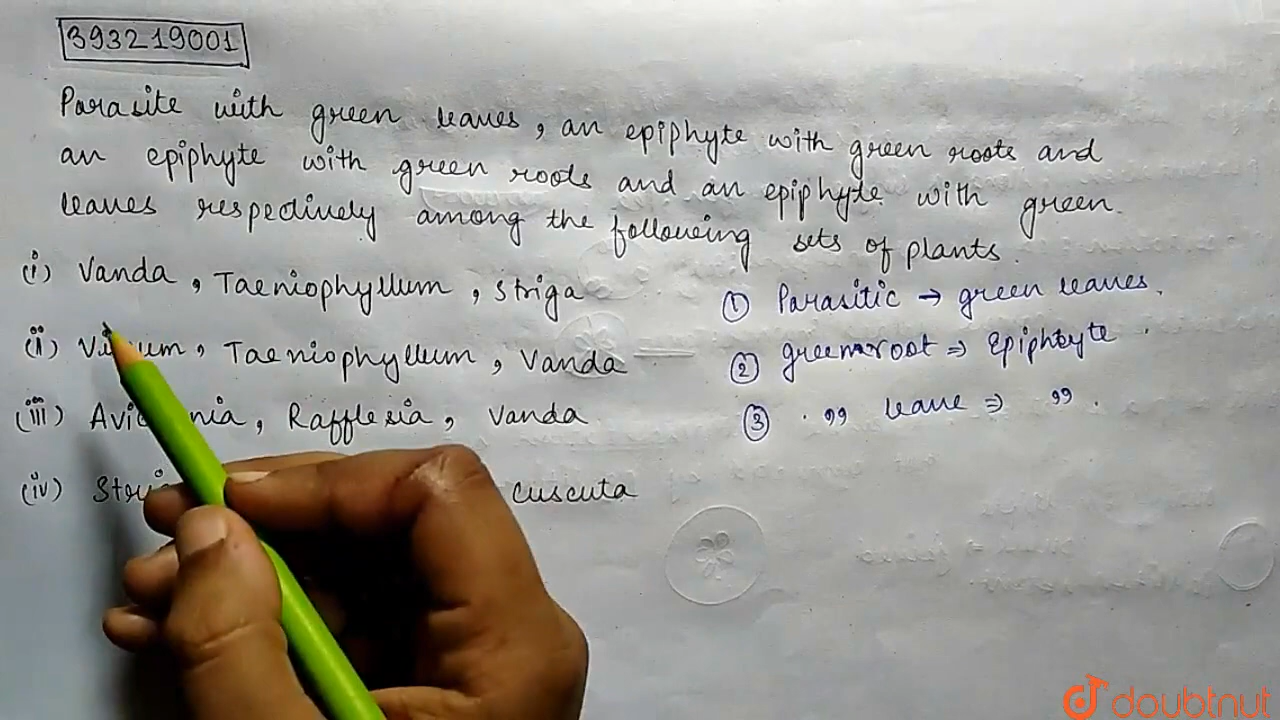 393219001
Parasite with green leaves, an epiphyte with green roots and
an epiphyte with green roots and an epiphyte with green
leaves respectively among the following sets of plants.
(i) Vanda, Taeniophyllum, Striga
(ii) Taeniophyllum, Vanda
(iii) Rafflesia, Vanda
(iv) Cuscuta
① Parasitic → green leaves.
② green root ⇒ Epiphtyte.
③ " leave ⇒ ".
doubtnut